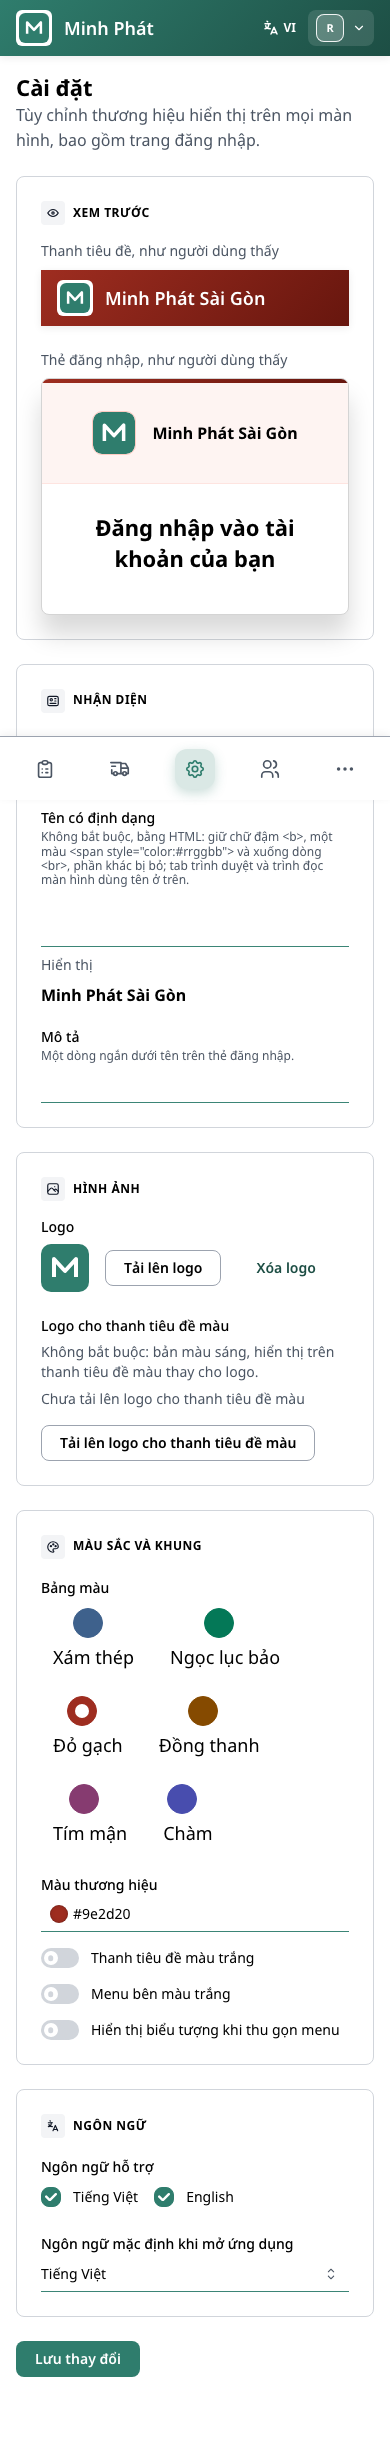 Minh Phát
VI
R
Cài đặt
Tùy chỉnh thương hiệu hiển thị trên mọi màn
hình, bao gồm trang đăng nhập.
XEM TRƯỚC
Thanh tiêu đề, như người dùng thấy
Minh Phát Sài Gòn
Thẻ đăng nhập, như người dùng thấy
Minh Phát Sài Gòn
Đăng nhập vào tài
khoản của bạn
NHẬN DIỆN
Tên có định dạng
Không bắt buộc, bằng HTML: giữ chữ đậm <b>, một
màu <span style="color:#rrggbb"> và xuống dòng
<br>, phần khác bị bỏ; tab trình duyệt và trình đọc
màn hình dùng tên ở trên.
Hiển thị
Minh Phát Sài Gòn
Mô tả
Một dòng ngắn dưới tên trên thẻ đăng nhập.
HÌNH ẢNH
Logo
Tải lên logo
Xóa logo
Logo cho thanh tiêu đề màu
Không bắt buộc: bản màu sáng, hiển thị trên
thanh tiêu đề màu thay cho logo.
Chưa tải lên logo cho thanh tiêu đề màu
Tải lên logo cho thanh tiêu đề màu
MÀU SẮC VÀ KHUNG
Bảng màu
Xám thép
Ngọc lục bảo
Đỏ gạch
Đồng thanh
Tím mận
Chàm
Màu thương hiệu
#9e2d20
Thanh tiêu đề màu trắng
Menu bên màu trắng
Hiển thị biểu tượng khi thu gọn menu
NGÔN NGỮ
Ngôn ngữ hỗ trợ
Tiếng Việt
English
Ngôn ngữ mặc định khi mở ứng dụng
Tiếng Việt
Lưu thay đổi